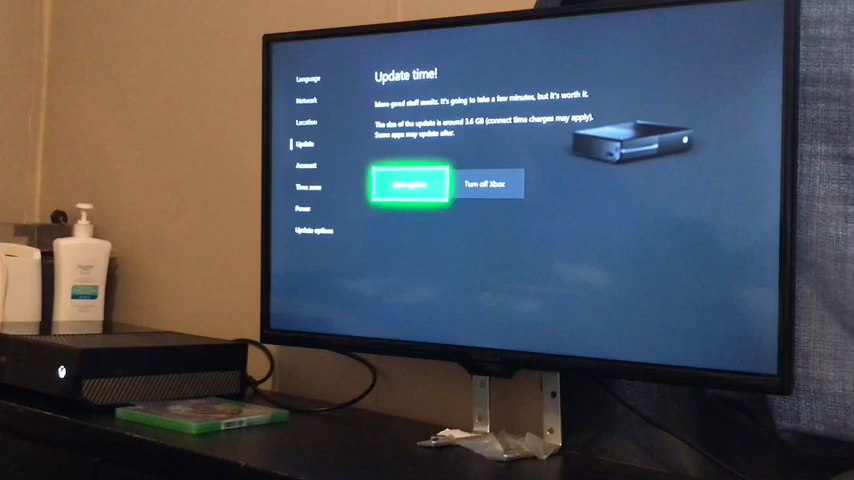 Language
Network
Location
Update
Account
Time zone
Power
Update options
Update time!
More good stuff awaits. It's going to take a few minutes, but it's worth it.
The size of the update is around 3.6 GB (connect time charges may apply).
Some apps may update after.
Turn off Xbox